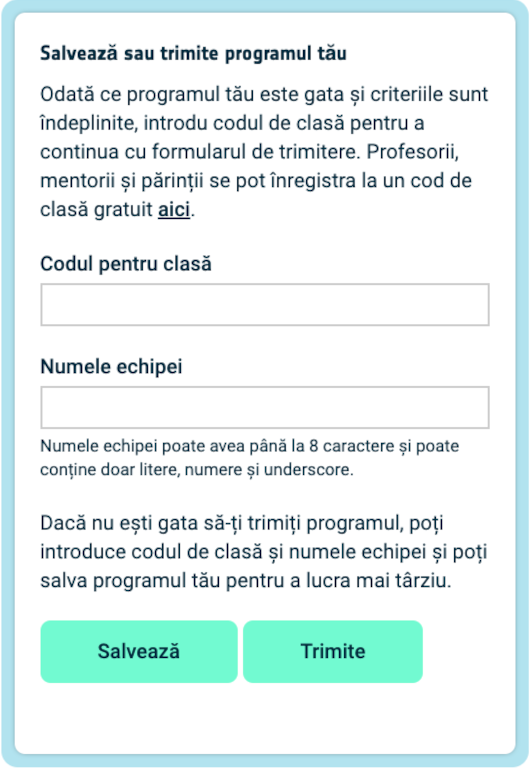 Salvează sau trimite programul tău
Odată ce programul tău este gata și criteriile sunt
îndeplinite, introdu codul de clasă pentru a
continua cu formularul de trimitere. Profesorii,
mentorii și părinții se pot înregistra la un cod de
clasă gratuit aici.
Codul pentru clasă
Numele echipei
Numele echipei poate avea până la 8 caractere și poate
conține doar litere, numere și underscore.
Dacă nu ești gata să-ți trimiți programul, poți
introduce codul de clasă și numele echipei și poți
salva programul tău pentru a lucra mai târziu.
Salvează
Trimite